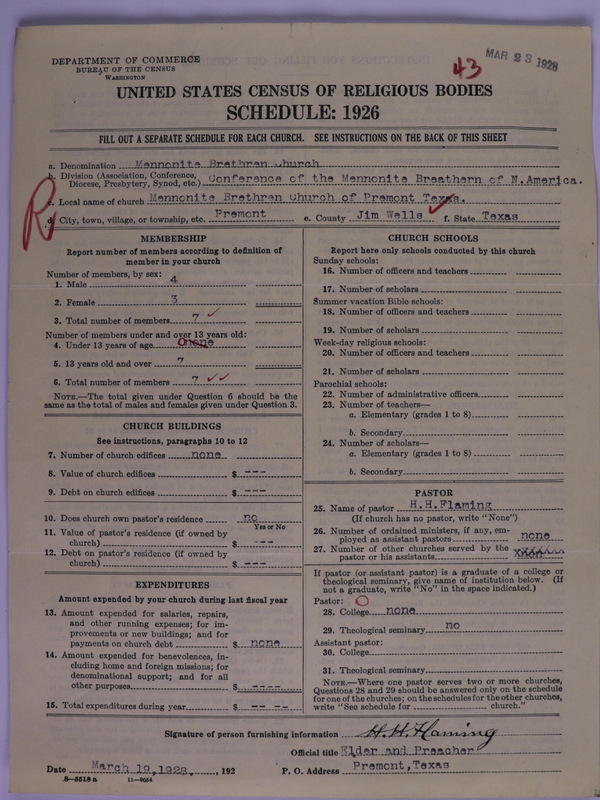 DEPARTMENT OF COMMERCE
BUREAU OF THE CENSUS
WASHINGTON
43
MAR 23 1928
UNITED STATES CENSUS OF RELIGIOUS BODIES
SCHEDULE: 1926
FILL OUT A SEPARATE SCHEDULE FOR EACH CHURCH. SEE INSTRUCTIONS ON THE BACK OF THIS SHEET
a. Denomination Mennonite Brethran Church
b. Division (Association, Conference, Diocese, Presbytery, Synod, etc.) Conference of the Mennonite Breathern of N.America.
R
c. Local name of church Mennonite Brethran Church of Premont Texas.
d. City, town, village, or township, etc. Premont e. County Jim Wells f. State Texas
MEMBERSHIP
Report number of members according to definition of
member in your church
Number of members, by sex:
1. Male 4
2. Female 3
3. Total number of members 7
Number of members under and over 13 years old:
4. Under 13 years of age none
5. 13 years old and over 7
6. Total number of members 7
NOTE.—The total given under Question 6 should be the
same as the total of males and females given under Question 3.
CHURCH BUILDINGS
See instructions, paragraphs 10 to 12
7. Number of church edifices none
8. Value of church edifices $ ---
9. Debt on church edifices $ ---
10. Does church own pastor's residence no
Yes or No
11. Value of pastor's residence (if owned by
church) $ ---
12. Debt on pastor's residence (if owned by
church) $ ---
EXPENDITURES
Amount expended by your church during last fiscal year
13. Amount expended for salaries, repairs,
and other running expenses; for im-
provements or new buildings; and for
payments on church debt $ none
14. Amount expended for benevolences, in-
cluding home and foreign missions; for
denominational support; and for all
other purposes $ ----
15. Total expenditures during year $ -- --
CHURCH SCHOOLS
Report here only schools conducted by this church
Sunday schools:
16. Number of officers and teachers
17. Number of scholars
Summer vacation Bible schools:
18. Number of officers and teachers
19. Number of scholars
Week-day religious schools:
20. Number of officers and teachers
21. Number of scholars
Parochial schools:
22. Number of administrative officers
23. Number of teachers—
a. Elementary (grades 1 to 8)
b. Secondary
24. Number of scholars—
a. Elementary (grades 1 to 8)
b. Secondary
PASTOR
25. Name of pastor H.H.Flaming
(If church has no pastor, write "None")
26. Number of ordained ministers, if any, em-
ployed as assistant pastors none
27. Number of other churches served by the
pastor or his assistants
If pastor (or assistant pastor) is a graduate of a college or
theological seminary, give name of institution below. (If
not a graduate, write "No" in the space indicated.)
Pastor: O
28. College none
29. Theological seminary no
Assistant pastor:
30. College
31. Theological seminary
NOTE.—Where one pastor serves two or more churches,
Questions 28 and 29 should be answered only on the schedule
for one of the churches; on the schedules for the other churches,
write "See schedule for church."
Signature of person furnishing information H.H. Flaming
Official title Elder and Preacher
Date March 19,1928. , 192 P. O. Address Premont,Texas
8—5518 a 11—9034